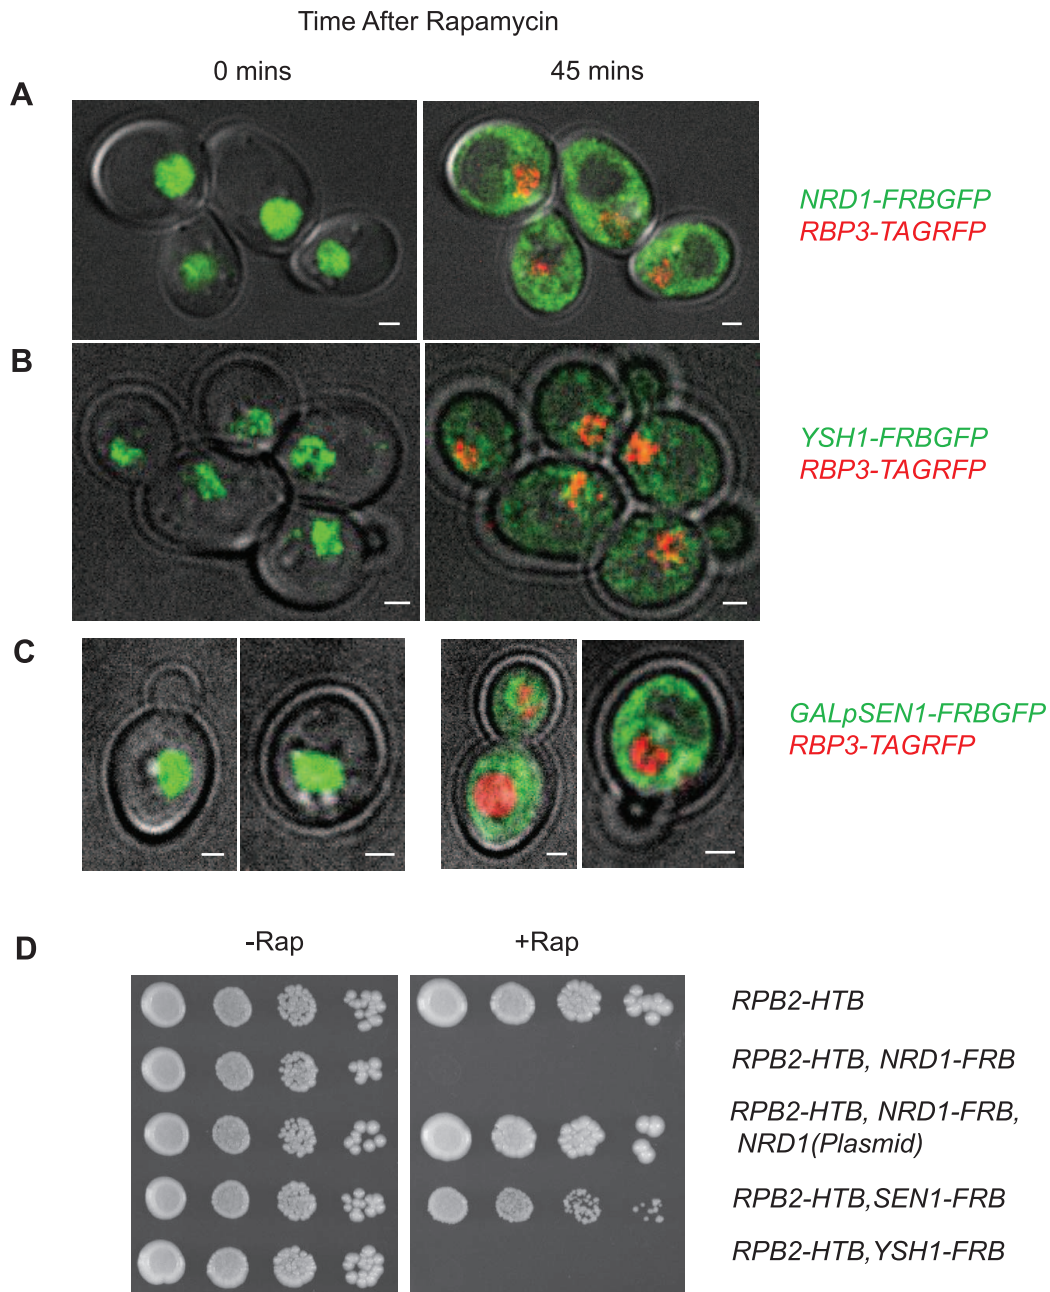 Time After Rapamycin
0 mins
45 mins
A
NRD1-FRBGFP
RBP3-TAGRFP
B
YSH1-FRBGFP
RBP3-TAGRFP
C
GALpSEN1-FRBGFP
RBP3-TAGRFP
D
-Rap
+Rap
RPB2-HTB
RPB2-HTB, NRD1-FRB
RPB2-HTB, NRD1-FRB,
NRD1(Plasmid)
RPB2-HTB,SEN1-FRB
RPB2-HTB,YSH1-FRB